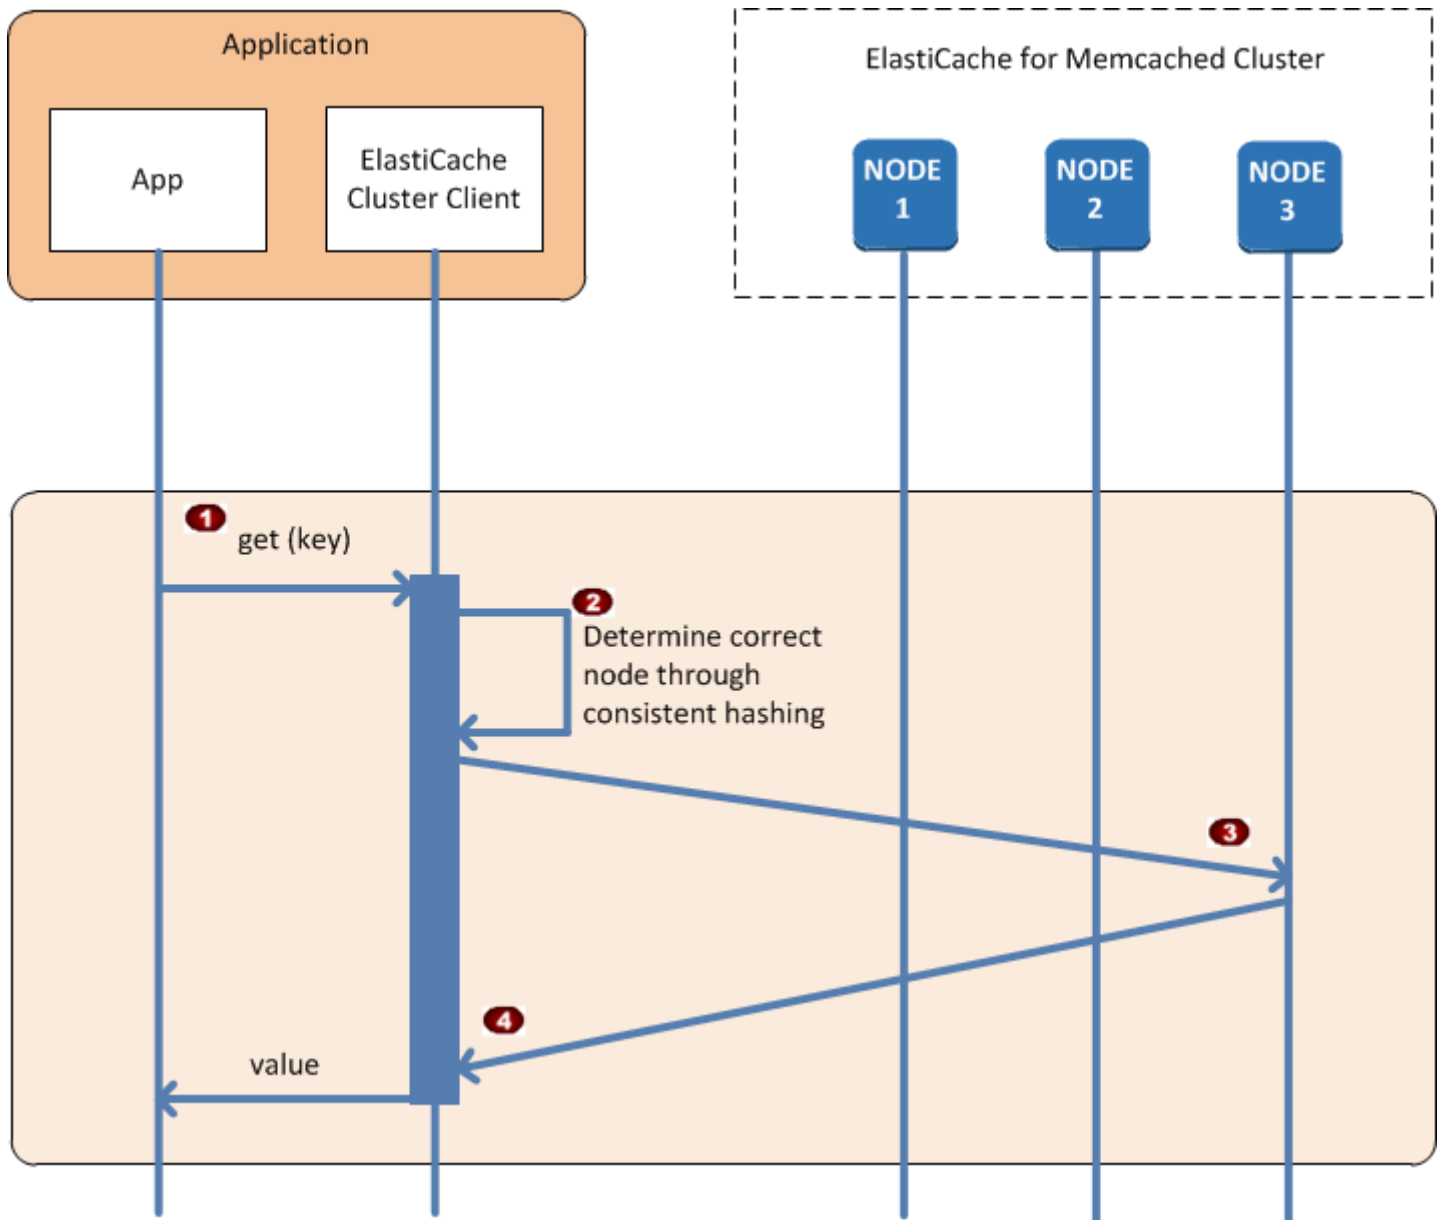 Application
App
ElastiCache
Cluster Client
ElastiCache for Memcached Cluster
NODE
1
NODE
2
NODE
3
1
get (key)
2
Determine correct
node through
consistent hashing
3
4
value